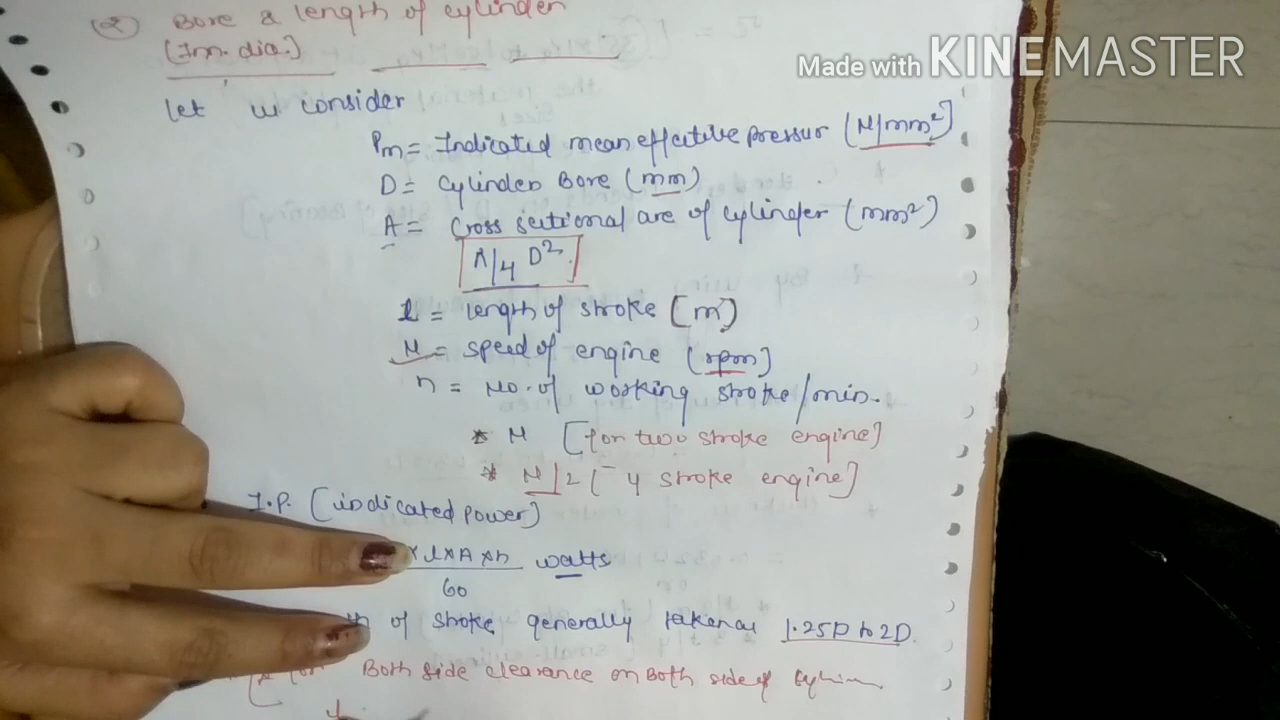 ② Bore & length of cylinder
(In. dia.)
Made with KINEMASTER
let us consider
Pm = Indicated mean effective pressur (N/mm²)
D = cylinder Bore (mm)
A = Cross sectional are of cylinder (mm²)
π/4 D²
l = length of stroke [m]
N = speed of engine (rpm)
n = No. of working stroke/min.
* N [for two stroke engine]
* N/2 [- 4 stroke engine]
I.P. [indicated power)
× l × A × n watts
60
of stroke generally taken as 1.25D to 2D.
Both side clearance on Both side of